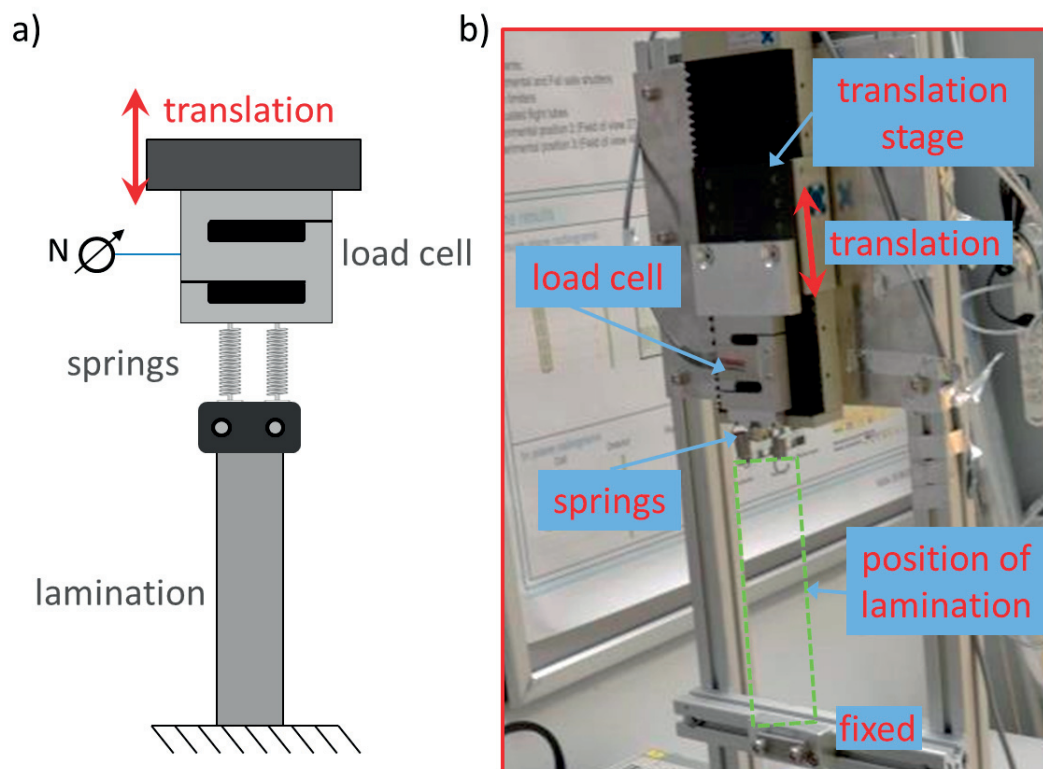 a)
translation
N
load cell
springs
lamination
b)
translation
stage
translation
load cell
springs
position of
lamination
fixed